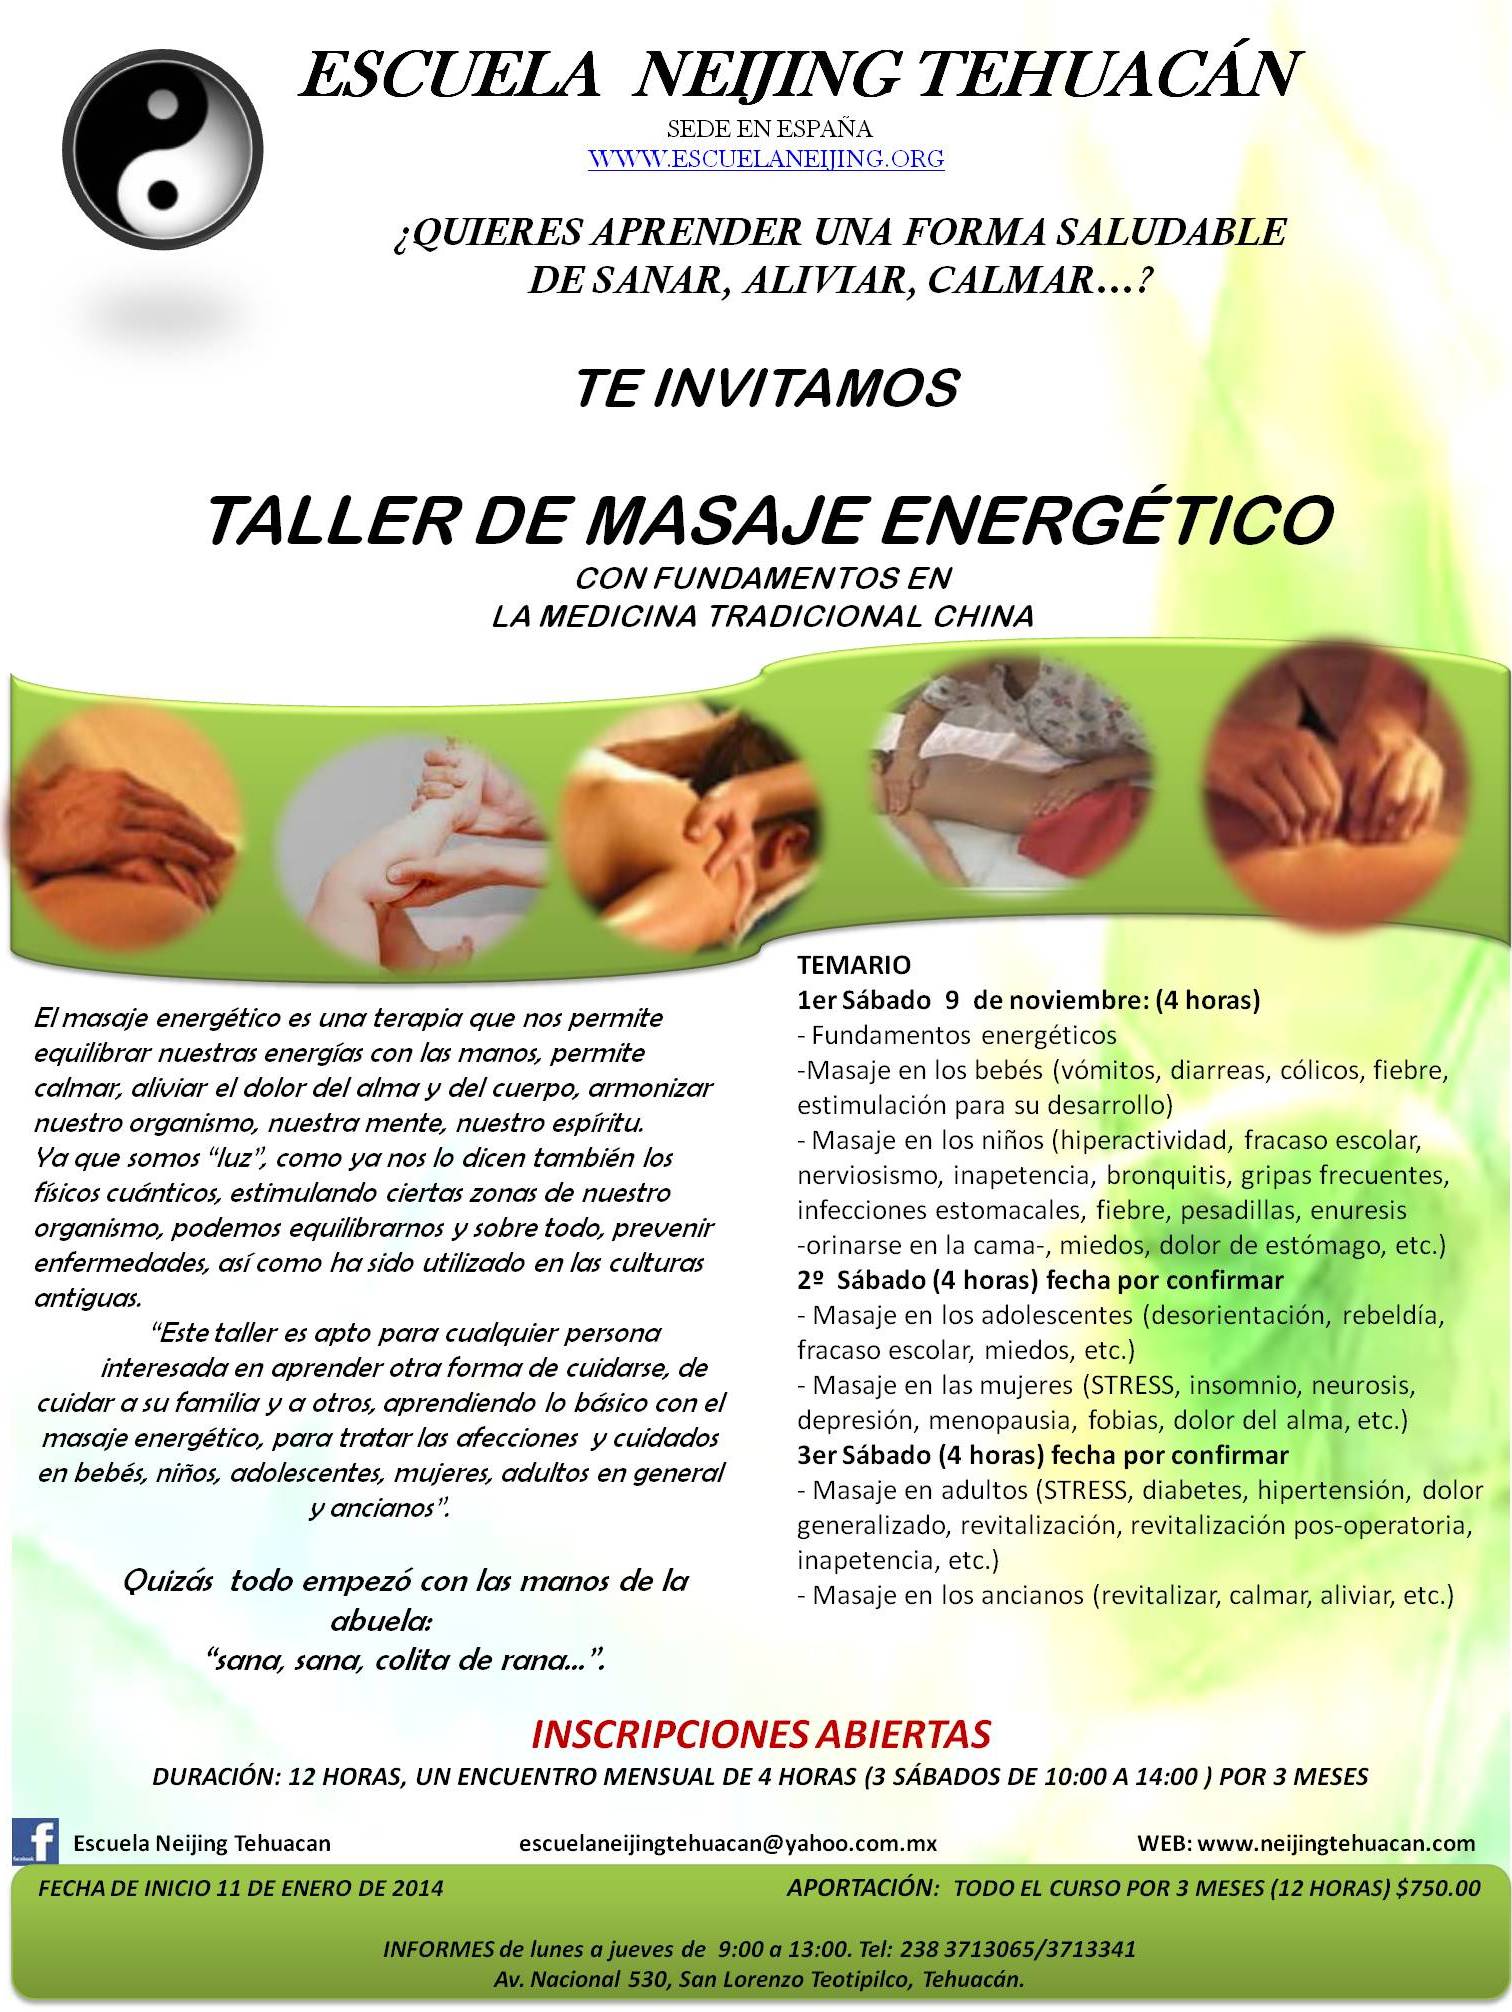 ESCUELA NEIJING TEHUACÁN
SEDE EN ESPAÑA
WWW.ESCUELANEIJING.ORG
¿QUIERES APRENDER UNA FORMA SALUDABLE
DE SANAR, ALIVIAR, CALMAR...?
TE INVITAMOS
TALLER DE MASAJE ENERGÉTICO
CON FUNDAMENTOS EN
LA MEDICINA TRADICIONAL CHINA
El masaje energético es una terapia que nos permite
equilibrar nuestras energías con las manos, permite
calmar, aliviar el dolor del alma y del cuerpo, armonizar
nuestro organismo, nuestra mente, nuestro espíritu.
Ya que somos “luz”, como ya nos lo dicen también los
físicos cuánticos, estimulando ciertas zonas de nuestro
organismo, podemos equilibrarnos y sobre todo, prevenir
enfermedades, así como ha sido utilizado en las culturas
antiguas.
“Este taller es apto para cualquier persona
interesada en aprender otra forma de cuidarse, de
cuidar a su familia y a otros, aprendiendo lo básico con el
masaje energético, para tratar las afecciones y cuidados
en bebés, niños, adolescentes, mujeres, adultos en general
y ancianos”.
Quizás todo empezó con las manos de la
abuela:
“sana, sana, colita de rana...”.
TEMARIO
1er Sábado 9 de noviembre: (4 horas)
- Fundamentos energéticos
-Masaje en los bebés (vómitos, diarreas, cólicos, fiebre,
estimulación para su desarrollo)
- Masaje en los niños (hiperactividad, fracaso escolar,
nerviosismo, inapetencia, bronquitis, gripas frecuentes,
infecciones estomacales, fiebre, pesadillas, enuresis
-orinarse en la cama-, miedos, dolor de estómago, etc.)
2º Sábado (4 horas) fecha por confirmar
- Masaje en los adolescentes (desorientación, rebeldía,
fracaso escolar, miedos, etc.)
- Masaje en las mujeres (STRESS, insomnio, neurosis,
depresión, menopausia, fobias, dolor del alma, etc.)
3er Sábado (4 horas) fecha por confirmar
- Masaje en adultos (STRESS, diabetes, hipertensión, dolor
generalizado, revitalización, revitalización pos-operatoria,
inapetencia, etc.)
- Masaje en los ancianos (revitalizar, calmar, aliviar, etc.)
INSCRIPCIONES ABIERTAS
DURACIÓN: 12 HORAS, UN ENCUENTRO MENSUAL DE 4 HORAS (3 SÁBADOS DE 10:00 A 14:00 ) POR 3 MESES
f facebook Escuela Neijing Tehuacan escuelaneijingtehuacan@yahoo.com.mx WEB: www.neijingtehuacan.com
FECHA DE INICIO 11 DE ENERO DE 2014 APORTACIÓN: TODO EL CURSO POR 3 MESES (12 HORAS) $750.00
INFORMES de lunes a jueves de 9:00 a 13:00. Tel: 238 3713065/3713341
Av. Nacional 530, San Lorenzo Teotipilco, Tehuacán.